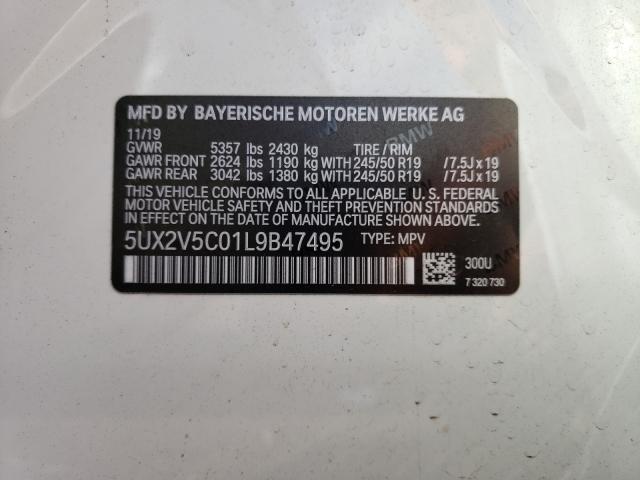 MFD BY BAYERISCHE MOTOREN WERKE AG
11/19
GVWR 5357 lbs 2430 kg TIRE / RIM
GAWR FRONT 2624 lbs 1190 kg WITH 245/50 R19 /7.5J x 19
GAWR REAR 3042 lbs 1380 kg WITH 245/50 R19 /7.5J x 19
THIS VEHICLE CONFORMS TO ALL APPLICABLE U.S. FEDERAL
MOTOR VEHICLE SAFETY AND THEFT PREVENTION STANDARDS
IN EFFECT ON THE DATE OF MANUFACTURE SHOWN ABOVE.
5UX2V5C01L9B47495 TYPE: MPV
300U
7 320 730